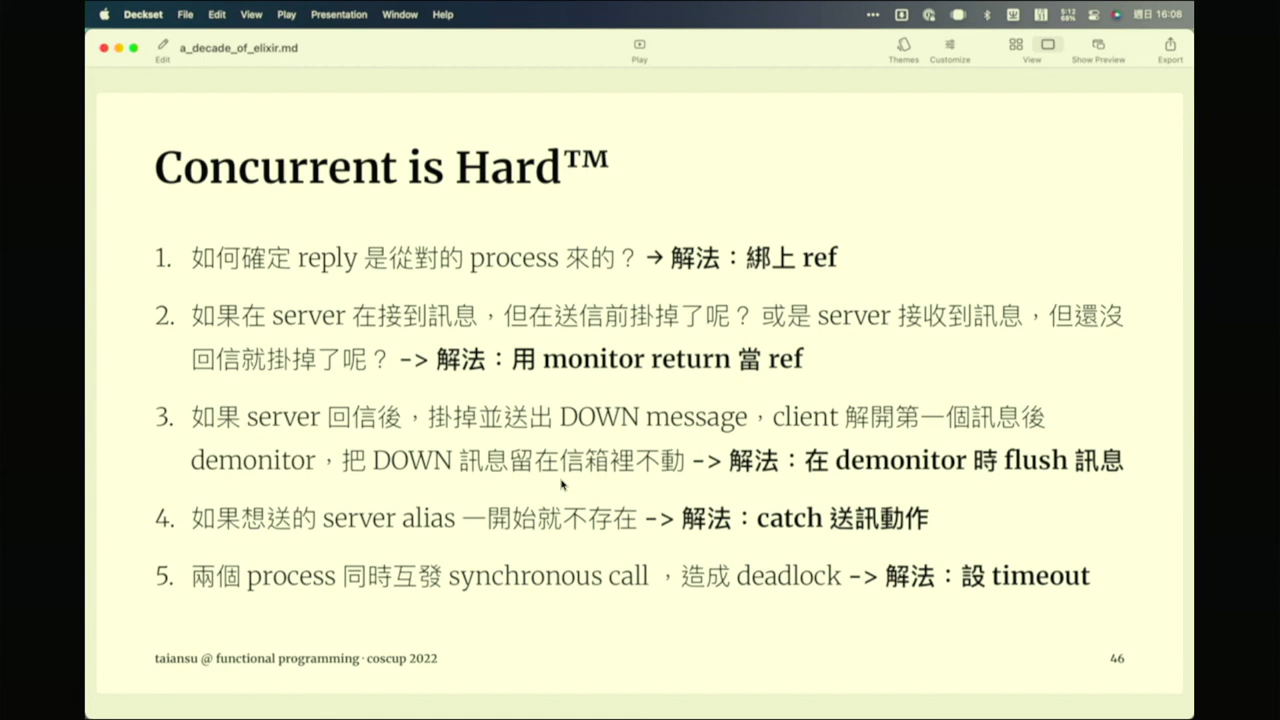 Deckset File Edit View Play Presentation Window Help 週日 16:08
a_decade_of_elixir.md
Edit Play Themes Customize View Show Preview Export
Concurrent is Hard™
1. 如何確定 reply 是從對的 process 來的？ → 解法：綁上 ref
2. 如果在 server 在接到訊息，但在送信前掛掉了呢？ 或是 server 接收到訊息，但還沒
回信就掛掉了呢？ -> 解法：用 monitor return 當 ref
3. 如果 server 回信後，掛掉並送出 DOWN message，client 解開第一個訊息後
demonitor，把 DOWN 訊息留在信箱裡不動 -> 解法：在 demonitor 時 flush 訊息
4. 如果想送的 server alias 一開始就不存在 -> 解法：catch 送訊動作
5. 兩個 process 同時互發 synchronous call ，造成 deadlock -> 解法：設 timeout
taiansu @ functional programming · coscup 2022 46